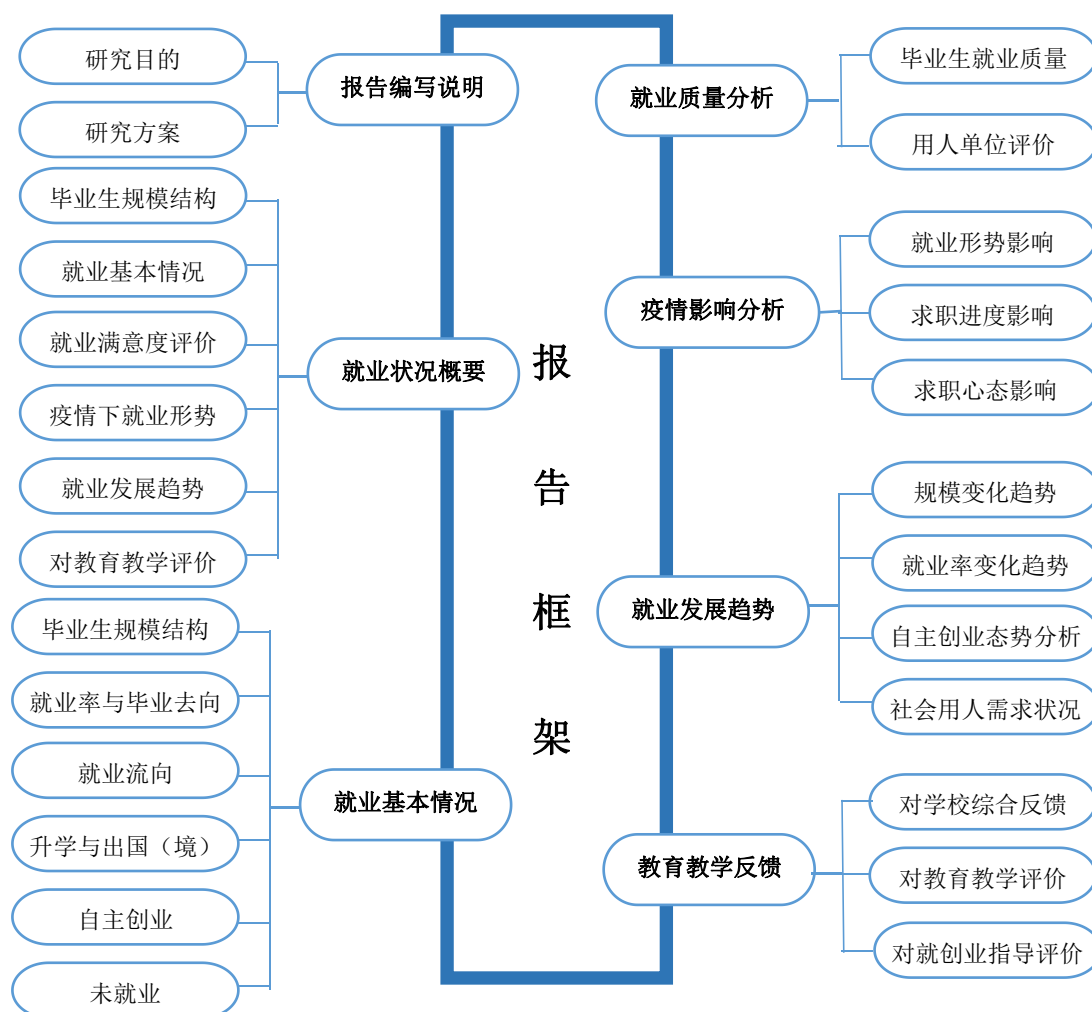 报告框架
报告编写说明
研究目的
研究方案
就业状况概要
毕业生规模结构
就业基本情况
就业满意度评价
疫情下就业形势
就业发展趋势
对教育教学评价
就业基本情况
毕业生规模结构
就业率与毕业去向
就业流向
升学与出国（境）
自主创业
未就业
就业质量分析
毕业生就业质量
用人单位评价
疫情影响分析
就业形势影响
求职进度影响
求职心态影响
就业发展趋势
规模变化趋势
就业率变化趋势
自主创业态势分析
社会用人需求状况
教育教学反馈
对学校综合反馈
对教育教学评价
对就创业指导评价